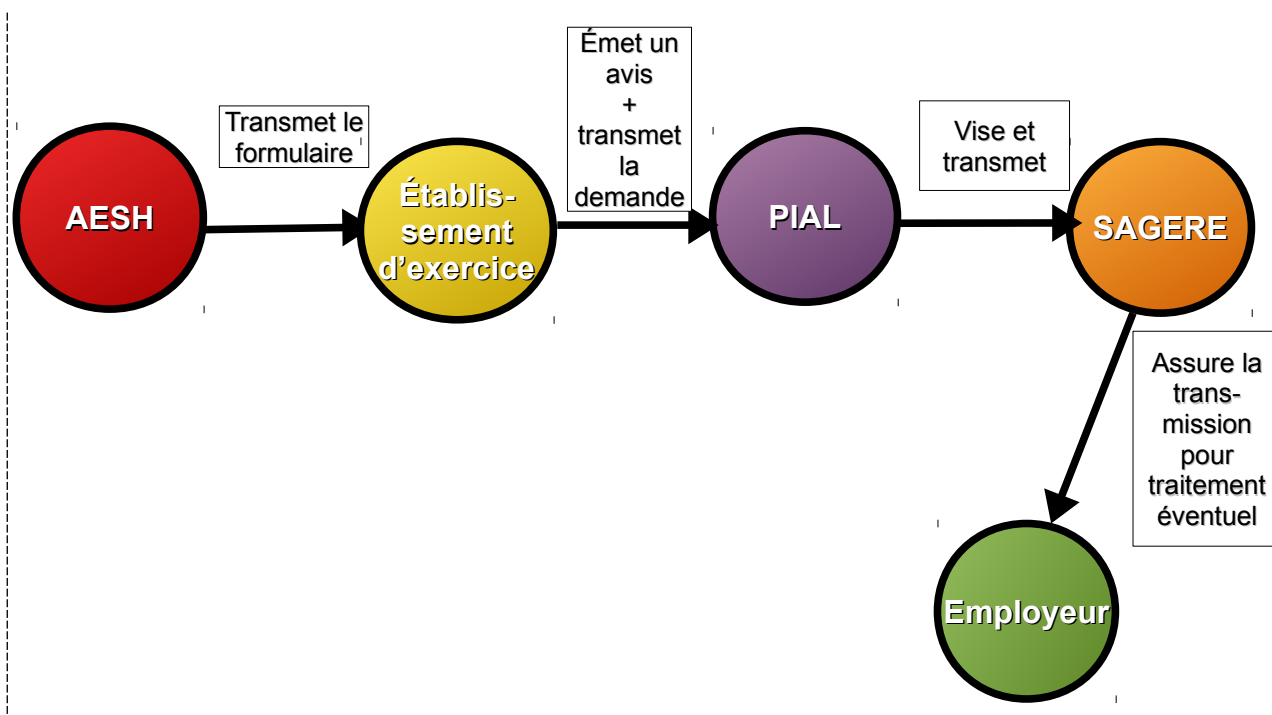 AESH
Transmet le
formulaire
Établis-
sement
d’exercice
Émet un
avis
+
transmet
la
demande
PIAL
Vise et
transmet
SAGERE
Assure la
trans-
mission
pour
traitement
éventuel
Employeur